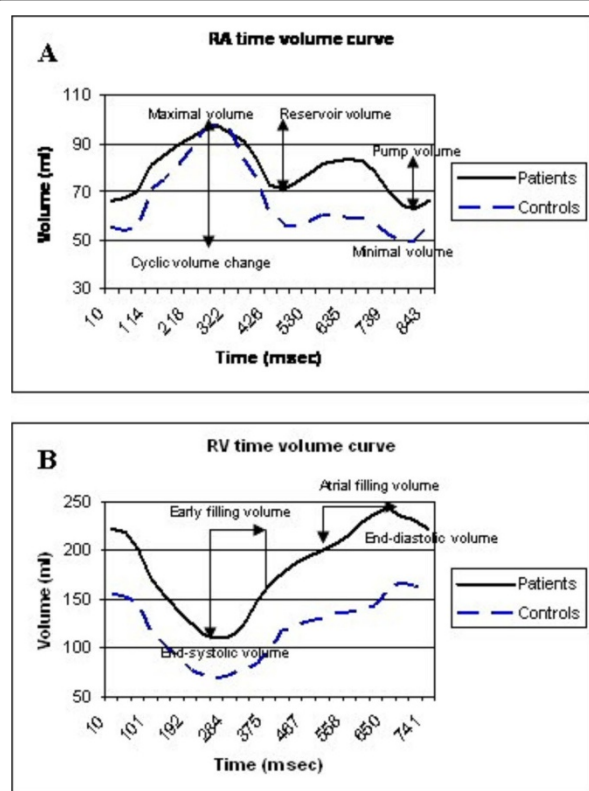 A
RA time volume curve
Volume (ml)
110
90
70
50
30
Maximal volume
Reservoir volume
Pump volume
Minimal volume
Cyclic volume change
Patients
Controls
10
114
218
322
426
530
635
739
843
Time (msec)
B
RV time volume curve
Volume (ml)
250
200
150
100
50
Atrial filling volume
Early filling volume
End-diastolic volume
End-systolic volume
Patients
Controls
10
101
192
284
375
467
558
650
741
Time (msec)